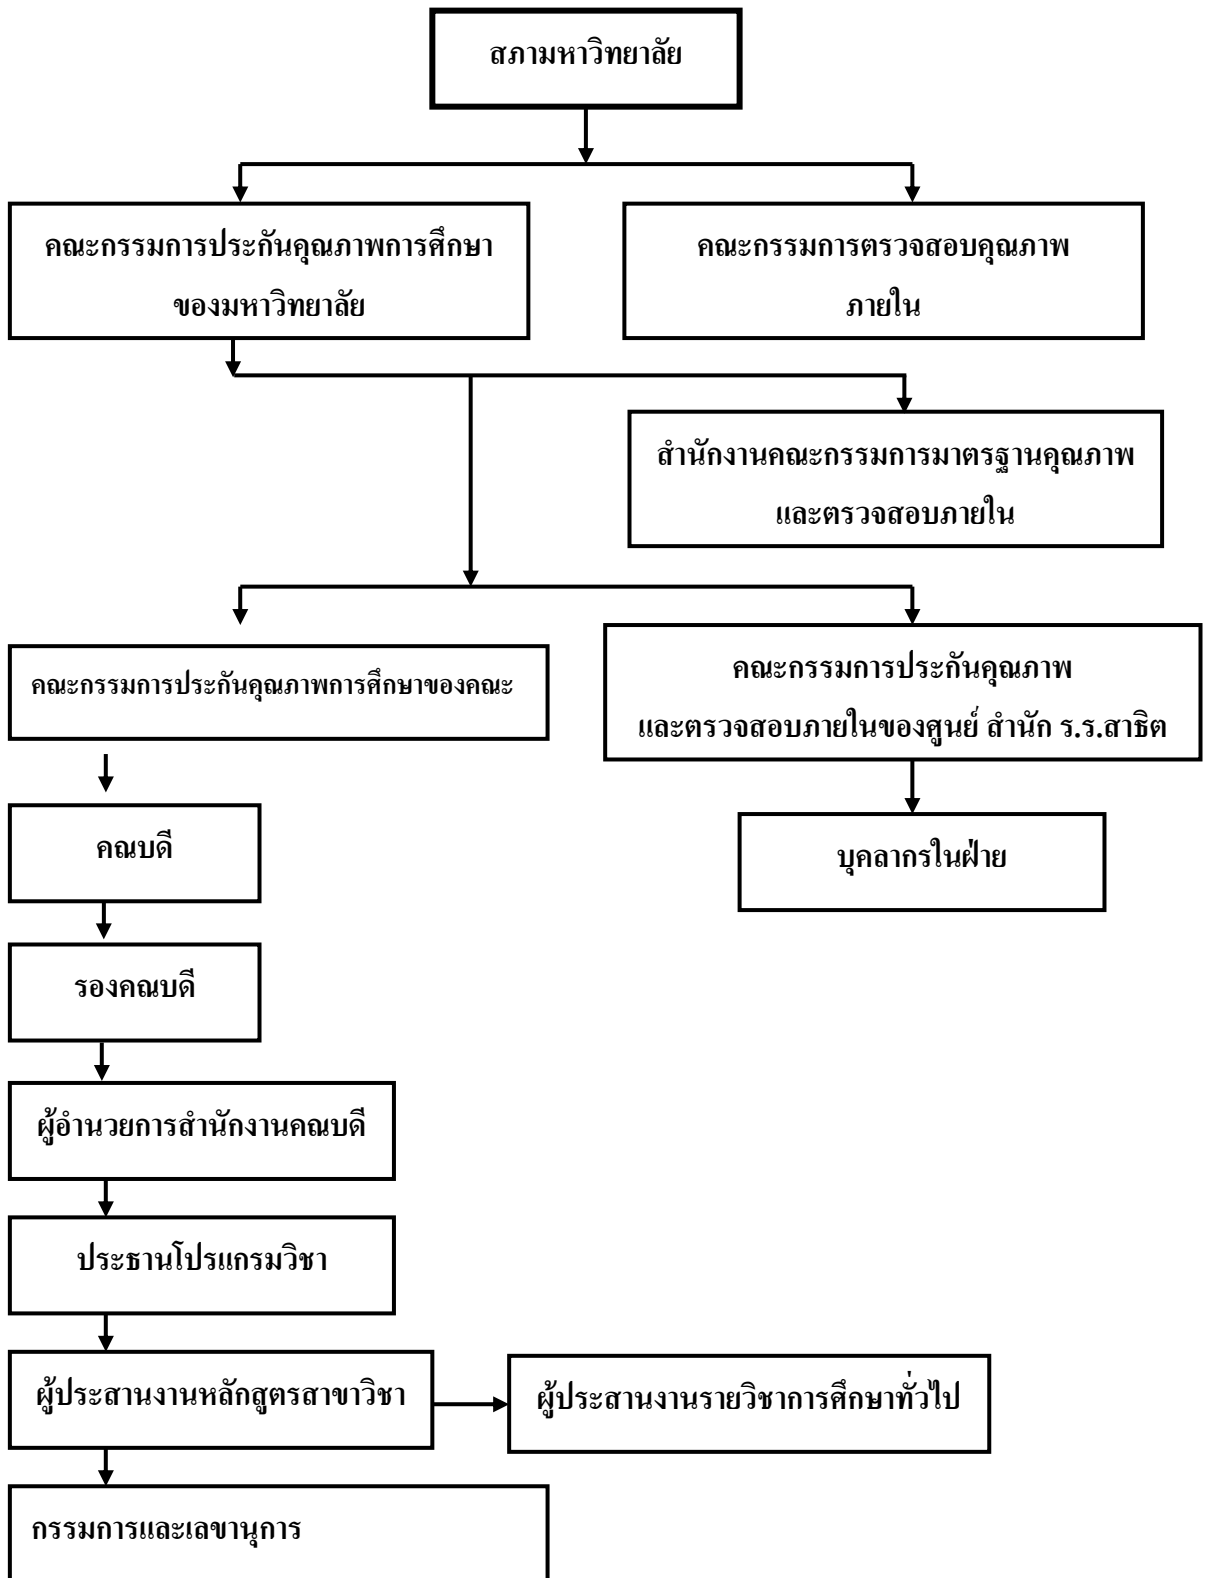 สภามหาวิทยาลัย
คณะกรรมการประกันคุณภาพการศึกษา
ของมหาวิทยาลัย
คณะกรรมการตรวจสอบคุณภาพ
ภายใน
สำนักงานคณะกรรมการมาตรฐานคุณภาพ
และตรวจสอบภายใน
คณะกรรมการประกันคุณภาพการศึกษาของคณะ
คณะกรรมการประกันคุณภาพ
และตรวจสอบภายในของศูนย์ สำนัก ร.ร.สาธิต
คณบดี
บุคลากรในฝ่าย
รองคณบดี
ผู้อำนวยการสำนักงานคณบดี
ประธานโปรแกรมวิชา
ผู้ประสานงานหลักสูตรสาขาวิชา
ผู้ประสานงานรายวิชาการศึกษาทั่วไป
กรรมการและเลขานุการ